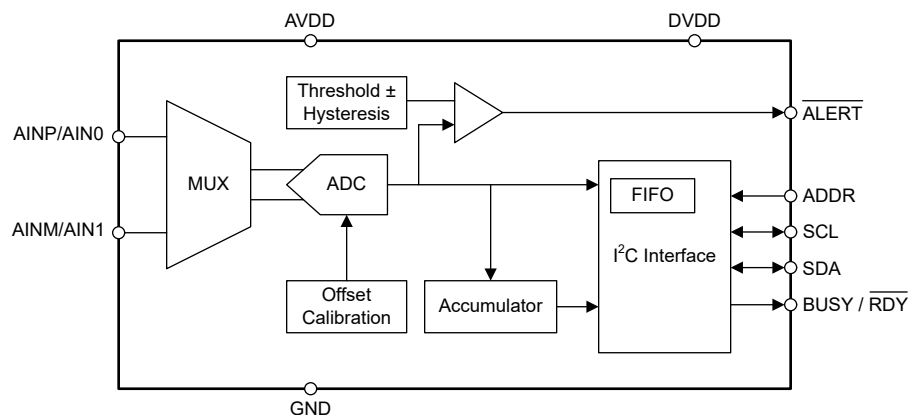 AVDD
DVDD
Threshold ±
Hysteresis
ALERT
AINP/AIN0
MUX
ADC
FIFO
ADDR
AINM/AIN1
SCL
I²C Interface
SDA
Offset
Calibration
Accumulator
BUSY / RDY
GND